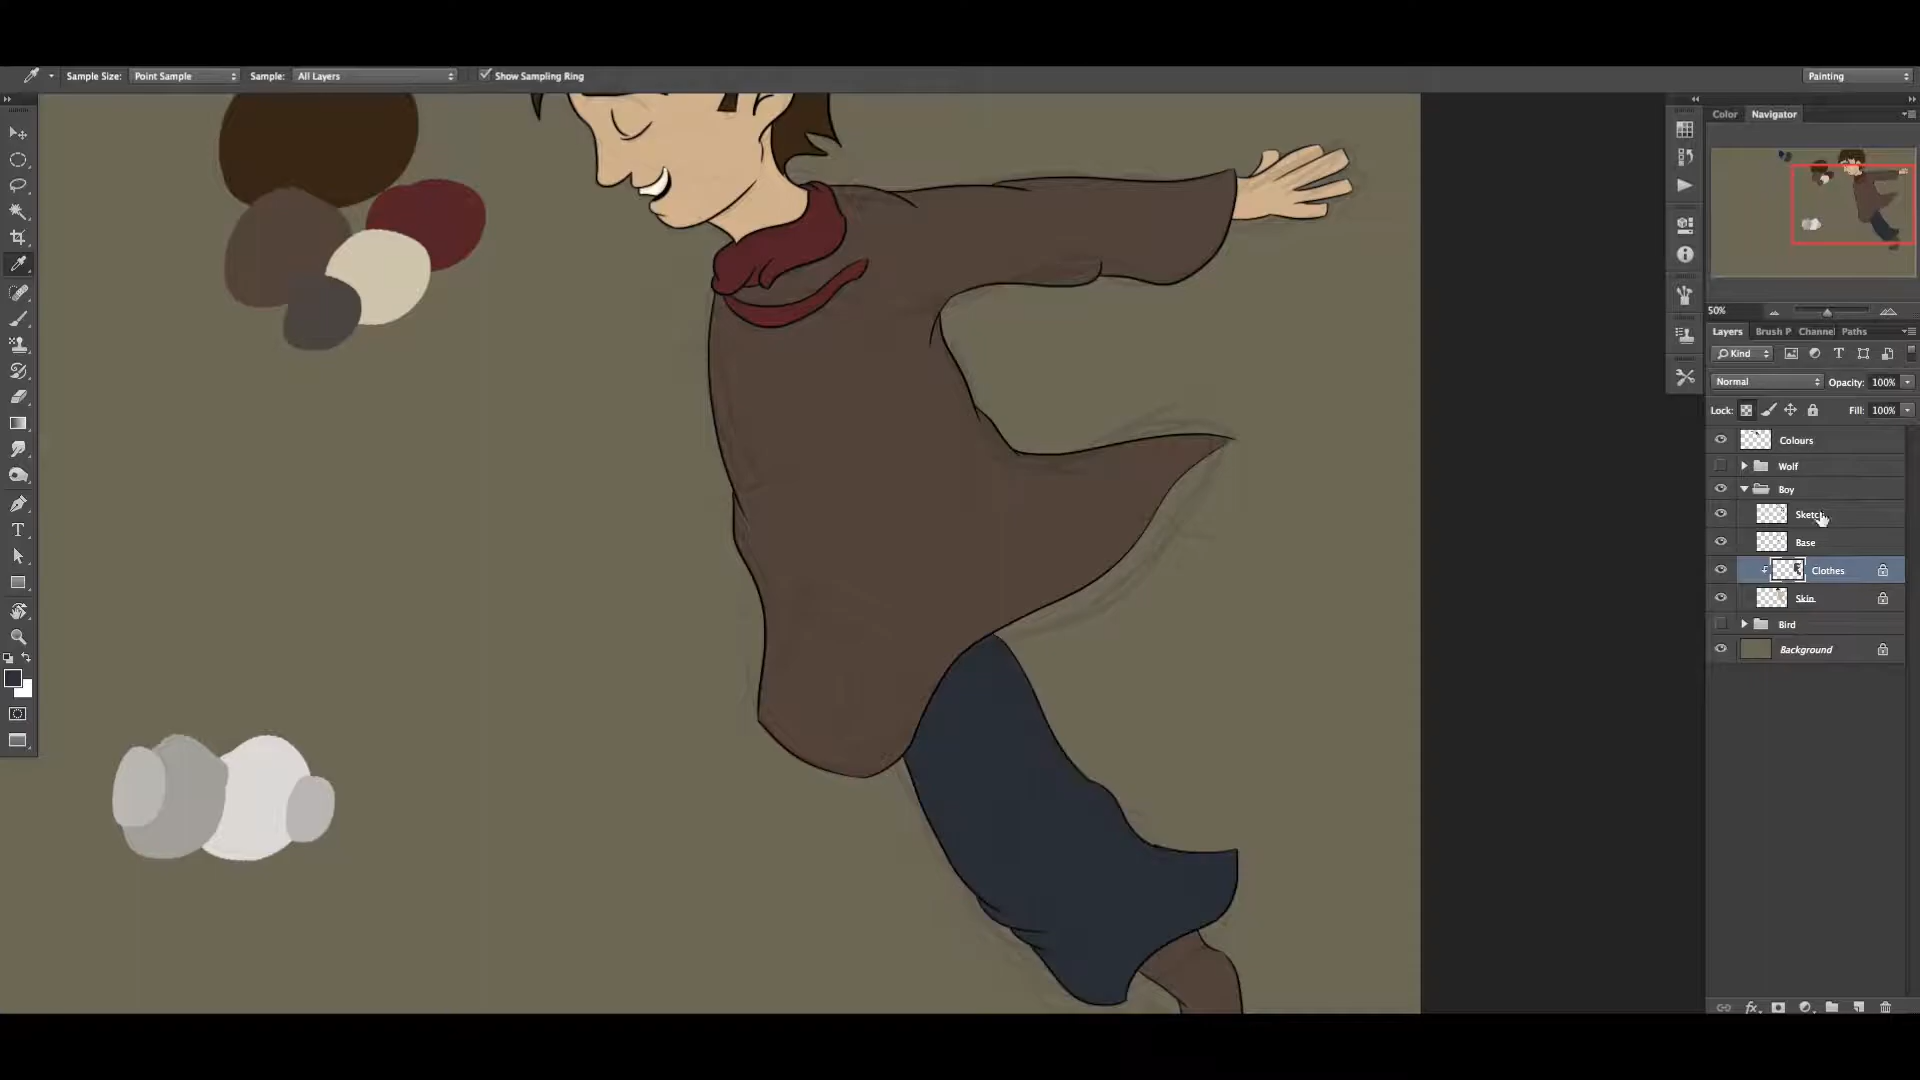 Sample Size: Point Sample Sample: All Layers Show Sampling Ring Painting
Color Navigator
50%
Layers Brush P Channel Paths
Kind
Normal Opacity: 100%
Lock: Fill: 100%
Colours
Wolf
Boy
Sketch
Base
Clothes
Skin
Bird
Background